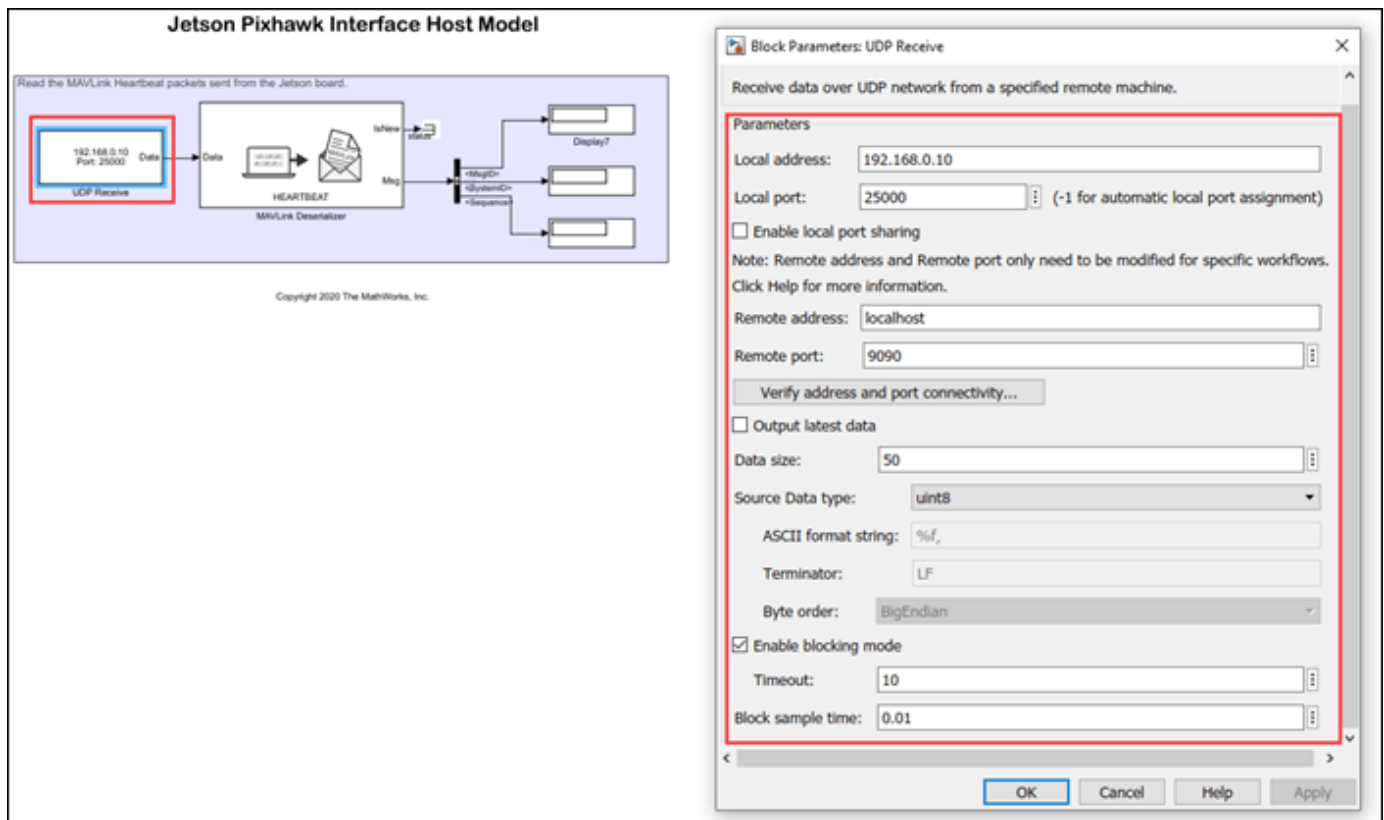 Jetson Pixhawk Interface Host Model
Read the MAVLink Heartbeat packets sent from the Jetson board.
192.168.0.10
Port: 25000
Data
UDP Receive
Data
IsNew
Msg
HEARTBEAT
MAVLink Deserializer
status
<MsgID>
<SystemID>
<Sequence>
Display7
Copyright 2020 The MathWorks, Inc.
Block Parameters: UDP Receive
Receive data over UDP network from a specified remote machine.
Parameters
Local address: 192.168.0.10
Local port: 25000 (-1 for automatic local port assignment)
Enable local port sharing
Note: Remote address and Remote port only need to be modified for specific workflows.
Click Help for more information.
Remote address: localhost
Remote port: 9090
Verify address and port connectivity...
Output latest data
Data size: 50
Source Data type: uint8
ASCII format string: %f,
Terminator: LF
Byte order: BigEndian
Enable blocking mode
Timeout: 10
Block sample time: 0.01
OK Cancel Help Apply